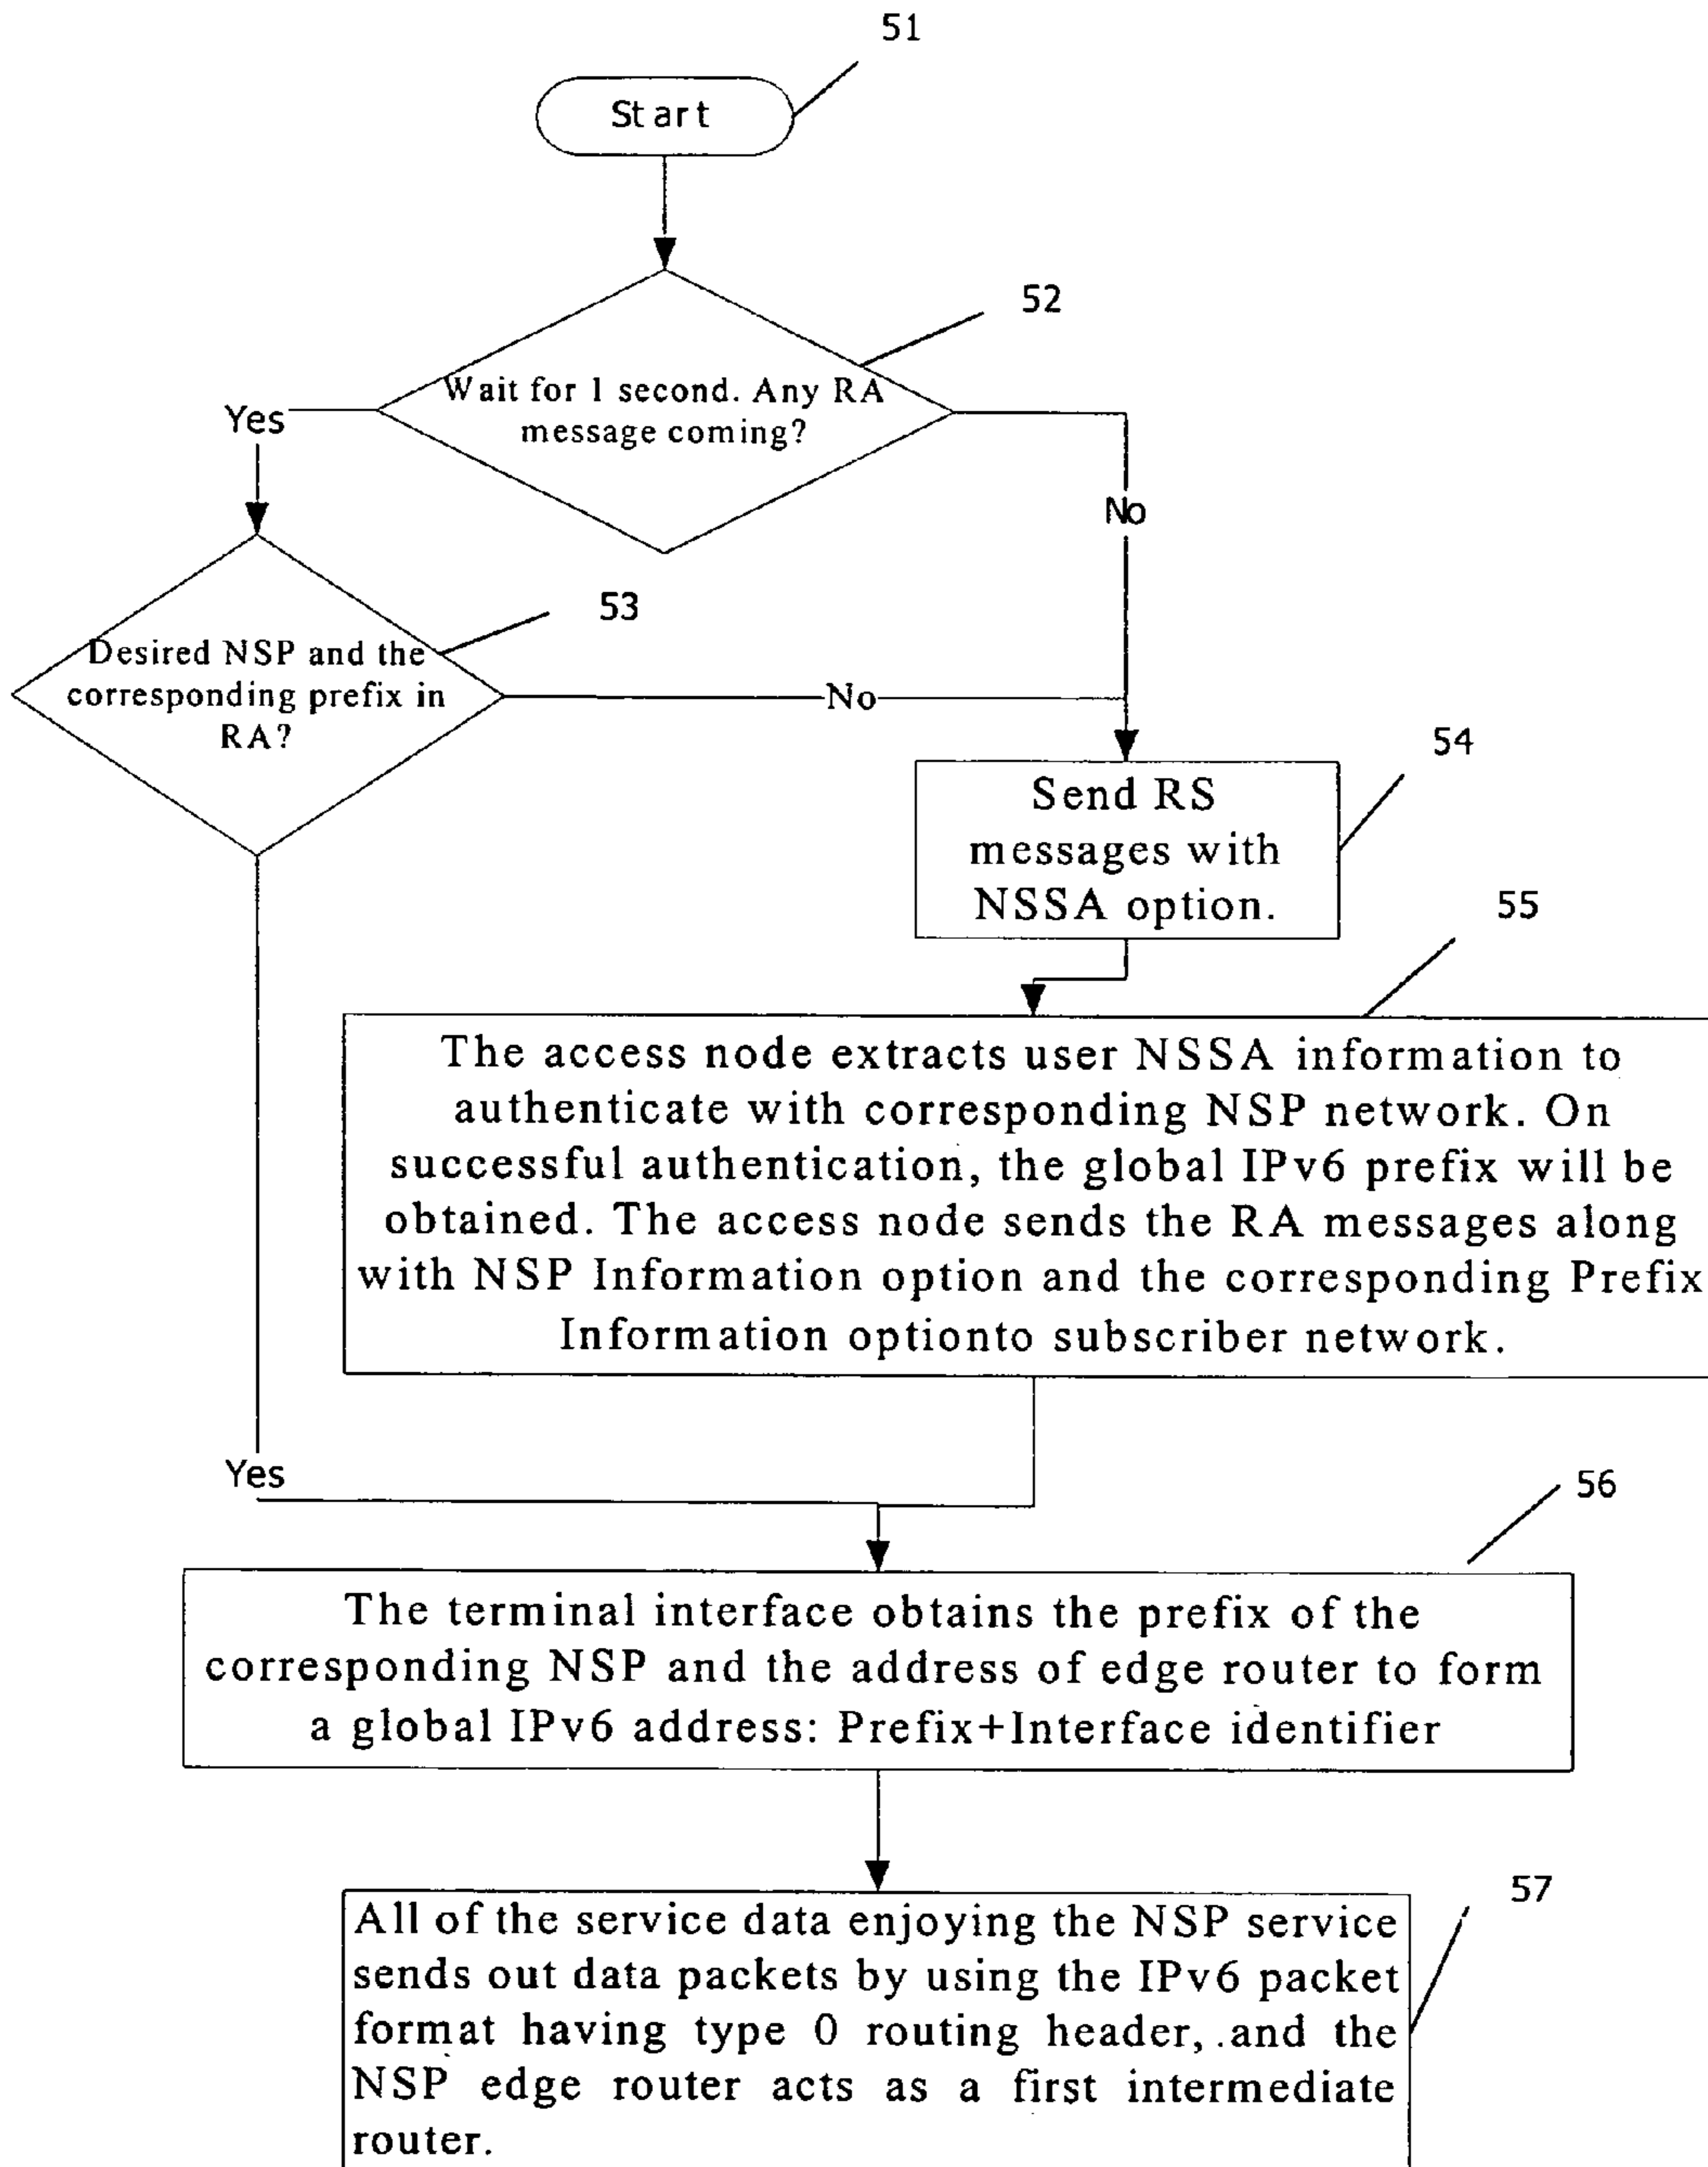 51
Start
52
Wait for 1 second. Any RA
message coming?
Yes
No
53
Desired NSP and the
corresponding prefix in
RA?
No
54
Send RS
messages with
NSSA option.
55
The access node extracts user NSSA information to
authenticate with corresponding NSP network. On
successful authentication, the global IPv6 prefix will be
obtained. The access node sends the RA messages along
with NSP Information option and the corresponding Prefix
Information optionto subscriber network.
Yes
56
The terminal interface obtains the prefix of the
corresponding NSP and the address of edge router to form
a global IPv6 address: Prefix+Interface identifier
57
All of the service data enjoying the NSP service
sends out data packets by using the IPv6 packet
format having type 0 routing header, .and the
NSP edge router acts as a first intermediate
router.